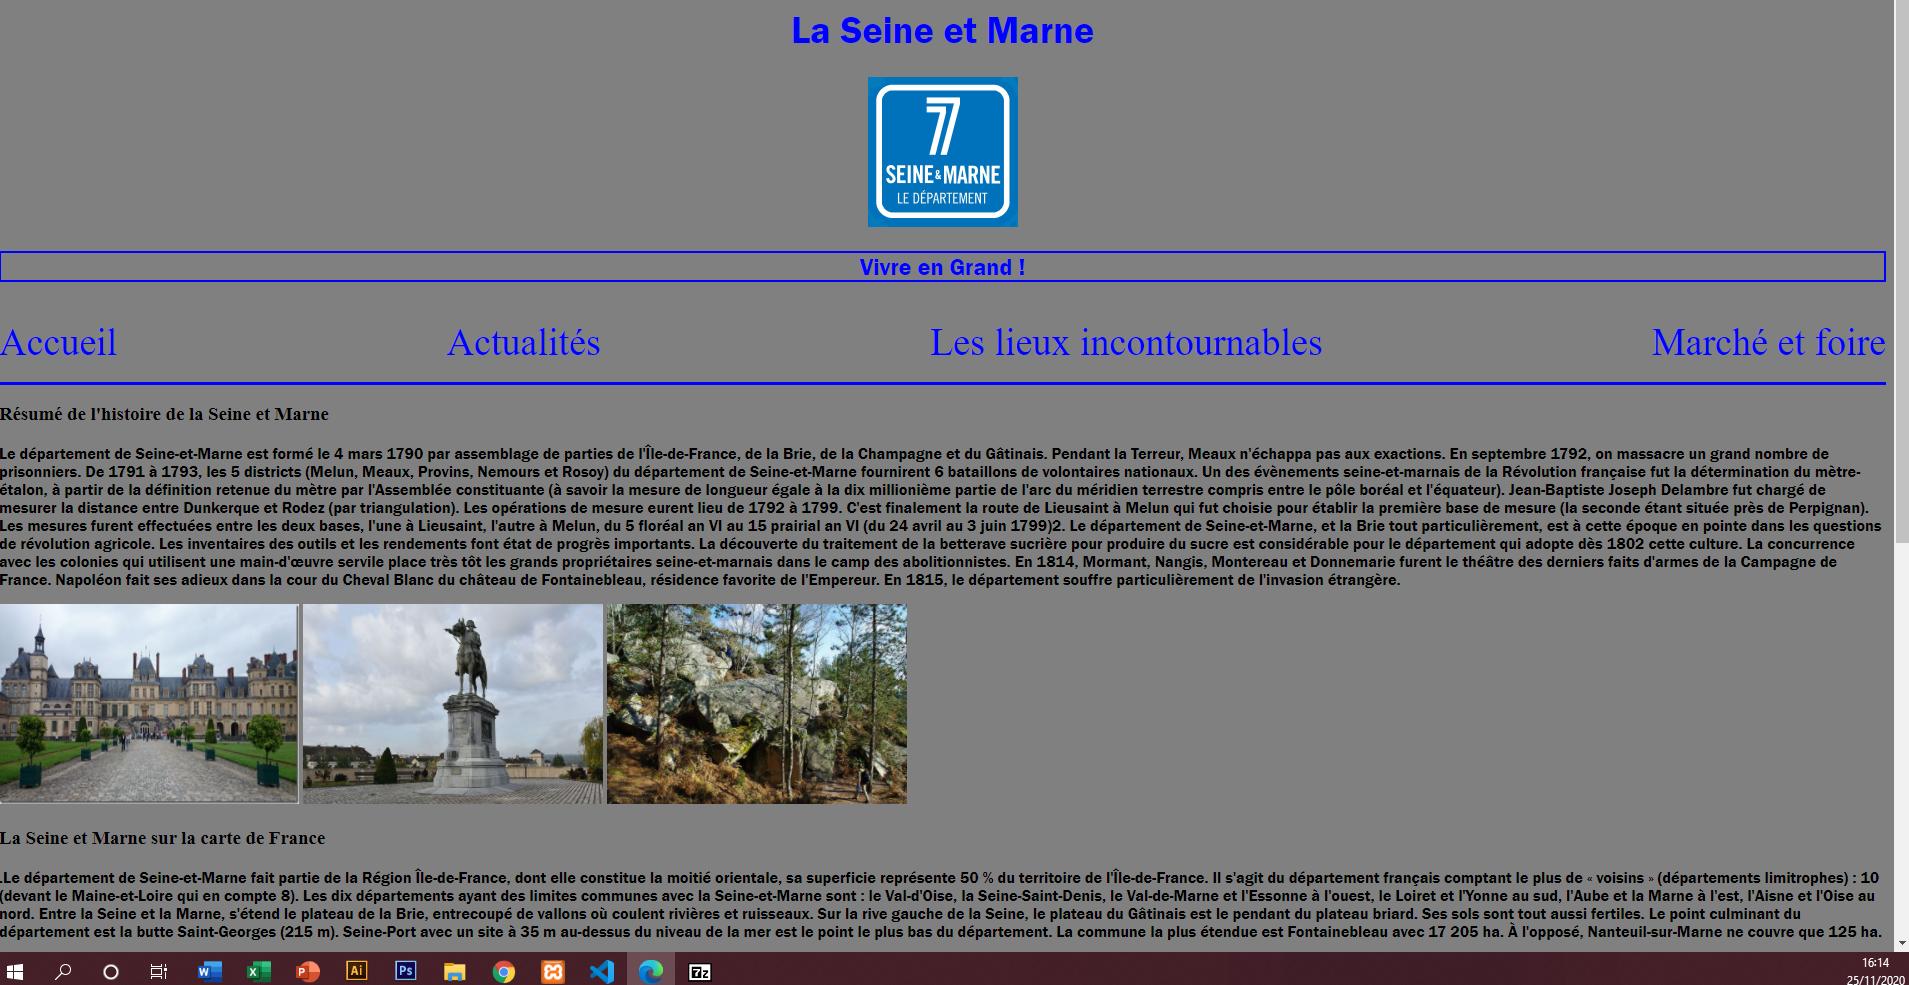 La Seine et Marne
77
SEINE & MARNE
LE DÉPARTEMENT
Vivre en Grand !
Accueil Actualités Les lieux incontournables Marché et foire
Résumé de l'histoire de la Seine et Marne
Le département de Seine-et-Marne est formé le 4 mars 1790 par assemblage de parties de l'Île-de-France, de la Brie, de la Champagne et du Gâtinais. Pendant la Terreur, Meaux n'échappa pas aux exactions. En septembre 1792, on massacre un grand nombre de
prisonniers. De 1791 à 1793, les 5 districts (Melun, Meaux, Provins, Nemours et Rosoy) du département de Seine-et-Marne fournirent 6 bataillons de volontaires nationaux. Un des évènements seine-et-marnais de la Révolution française fut la détermination du mètre-
étalon, à partir de la définition retenue du mètre par l'Assemblée constituante (à savoir la mesure de longueur égale à la dix millionième partie de l'arc du méridien terrestre compris entre le pôle boréal et l'équateur). Jean-Baptiste Joseph Delambre fut chargé de
mesurer la distance entre Dunkerque et Rodez (par triangulation). Les opérations de mesure eurent lieu de 1792 à 1799. C'est finalement la route de Lieusaint à Melun qui fut choisie pour établir la première base de mesure (la seconde étant située près de Perpignan).
Les mesures furent effectuées entre les deux bases, l'une à Lieusaint, l'autre à Melun, du 5 floréal an VI au 15 prairial an VI (du 24 avril au 3 juin 1799)2. Le département de Seine-et-Marne, et la Brie tout particulièrement, est à cette époque en pointe dans les questions
de révolution agricole. Les inventaires des outils et les rendements font état de progrès importants. La découverte du traitement de la betterave sucrière pour produire du sucre est considérable pour le département qui adopte dès 1802 cette culture. La concurrence
avec les colonies qui utilisent une main-d'œuvre servile place très tôt les grands propriétaires seine-et-marnais dans le camp des abolitionnistes. En 1814, Mormant, Nangis, Montereau et Donnemarie furent le théâtre des derniers faits d'armes de la Campagne de
France. Napoléon fait ses adieux dans la cour du Cheval Blanc du château de Fontainebleau, résidence favorite de l'Empereur. En 1815, le département souffre particulièrement de l'invasion étrangère.
La Seine et Marne sur la carte de France
.Le département de Seine-et-Marne fait partie de la Région Île-de-France, dont elle constitue la moitié orientale, sa superficie représente 50 % du territoire de l'Île-de-France. Il s'agit du département français comptant le plus de « voisins » (départements limitrophes) : 10
(devant le Maine-et-Loire qui en compte 8). Les dix départements ayant des limites communes avec la Seine-et-Marne sont : le Val-d'Oise, la Seine-Saint-Denis, le Val-de-Marne et l'Essonne à l'ouest, le Loiret et l'Yonne au sud, l'Aube et la Marne à l'est, l'Aisne et l'Oise au
nord. Entre la Seine et la Marne, s'étend le plateau de la Brie, entrecoupé de vallons où coulent rivières et ruisseaux. Sur la rive gauche de la Seine, le plateau du Gâtinais est le pendant du plateau briard. Ses sols sont tout aussi fertiles. Le point culminant du
département est la butte Saint-Georges (215 m). Seine-Port avec un site à 35 m au-dessus du niveau de la mer est le point le plus bas du département. La commune la plus étendue est Fontainebleau avec 17 205 ha. À l'opposé, Nanteuil-sur-Marne ne couvre que 125 ha.
W X P Ai Ps 7z
16:14
25/11/2020